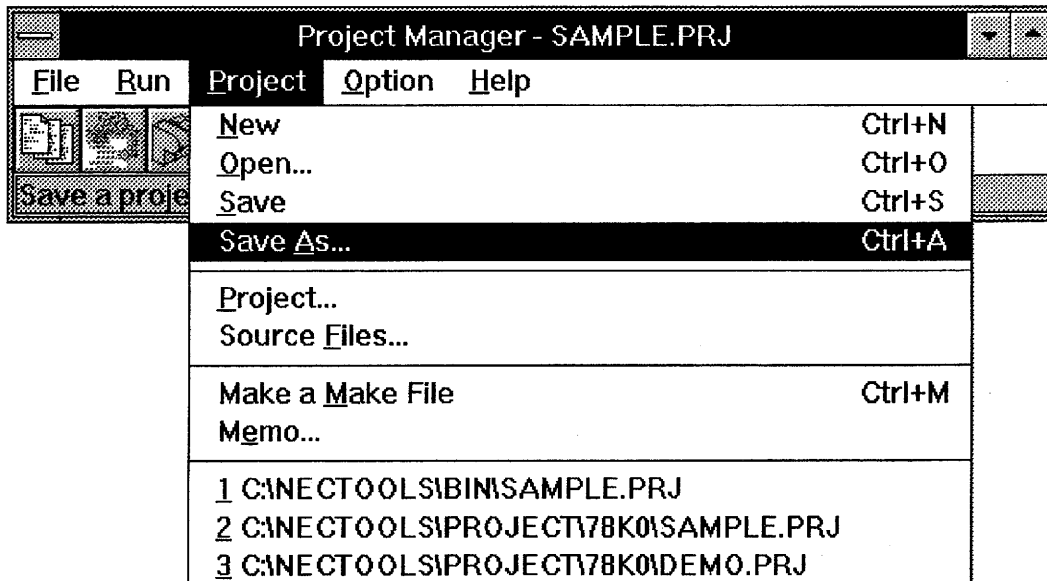 Project Manager - SAMPLE.PRJ
File Run Project Option Help
New Ctrl+N
Open... Ctrl+O
Save Ctrl+S
Save As... Ctrl+A
Project...
Source Files...
Make a Make File Ctrl+M
Memo...
1 C:\NECTOOLS\BIN\SAMPLE.PRJ
2 C:\NECTOOLS\PROJECT\78K0\SAMPLE.PRJ
3 C:\NECTOOLS\PROJECT\78K0\DEMO.PRJ
Save a proje